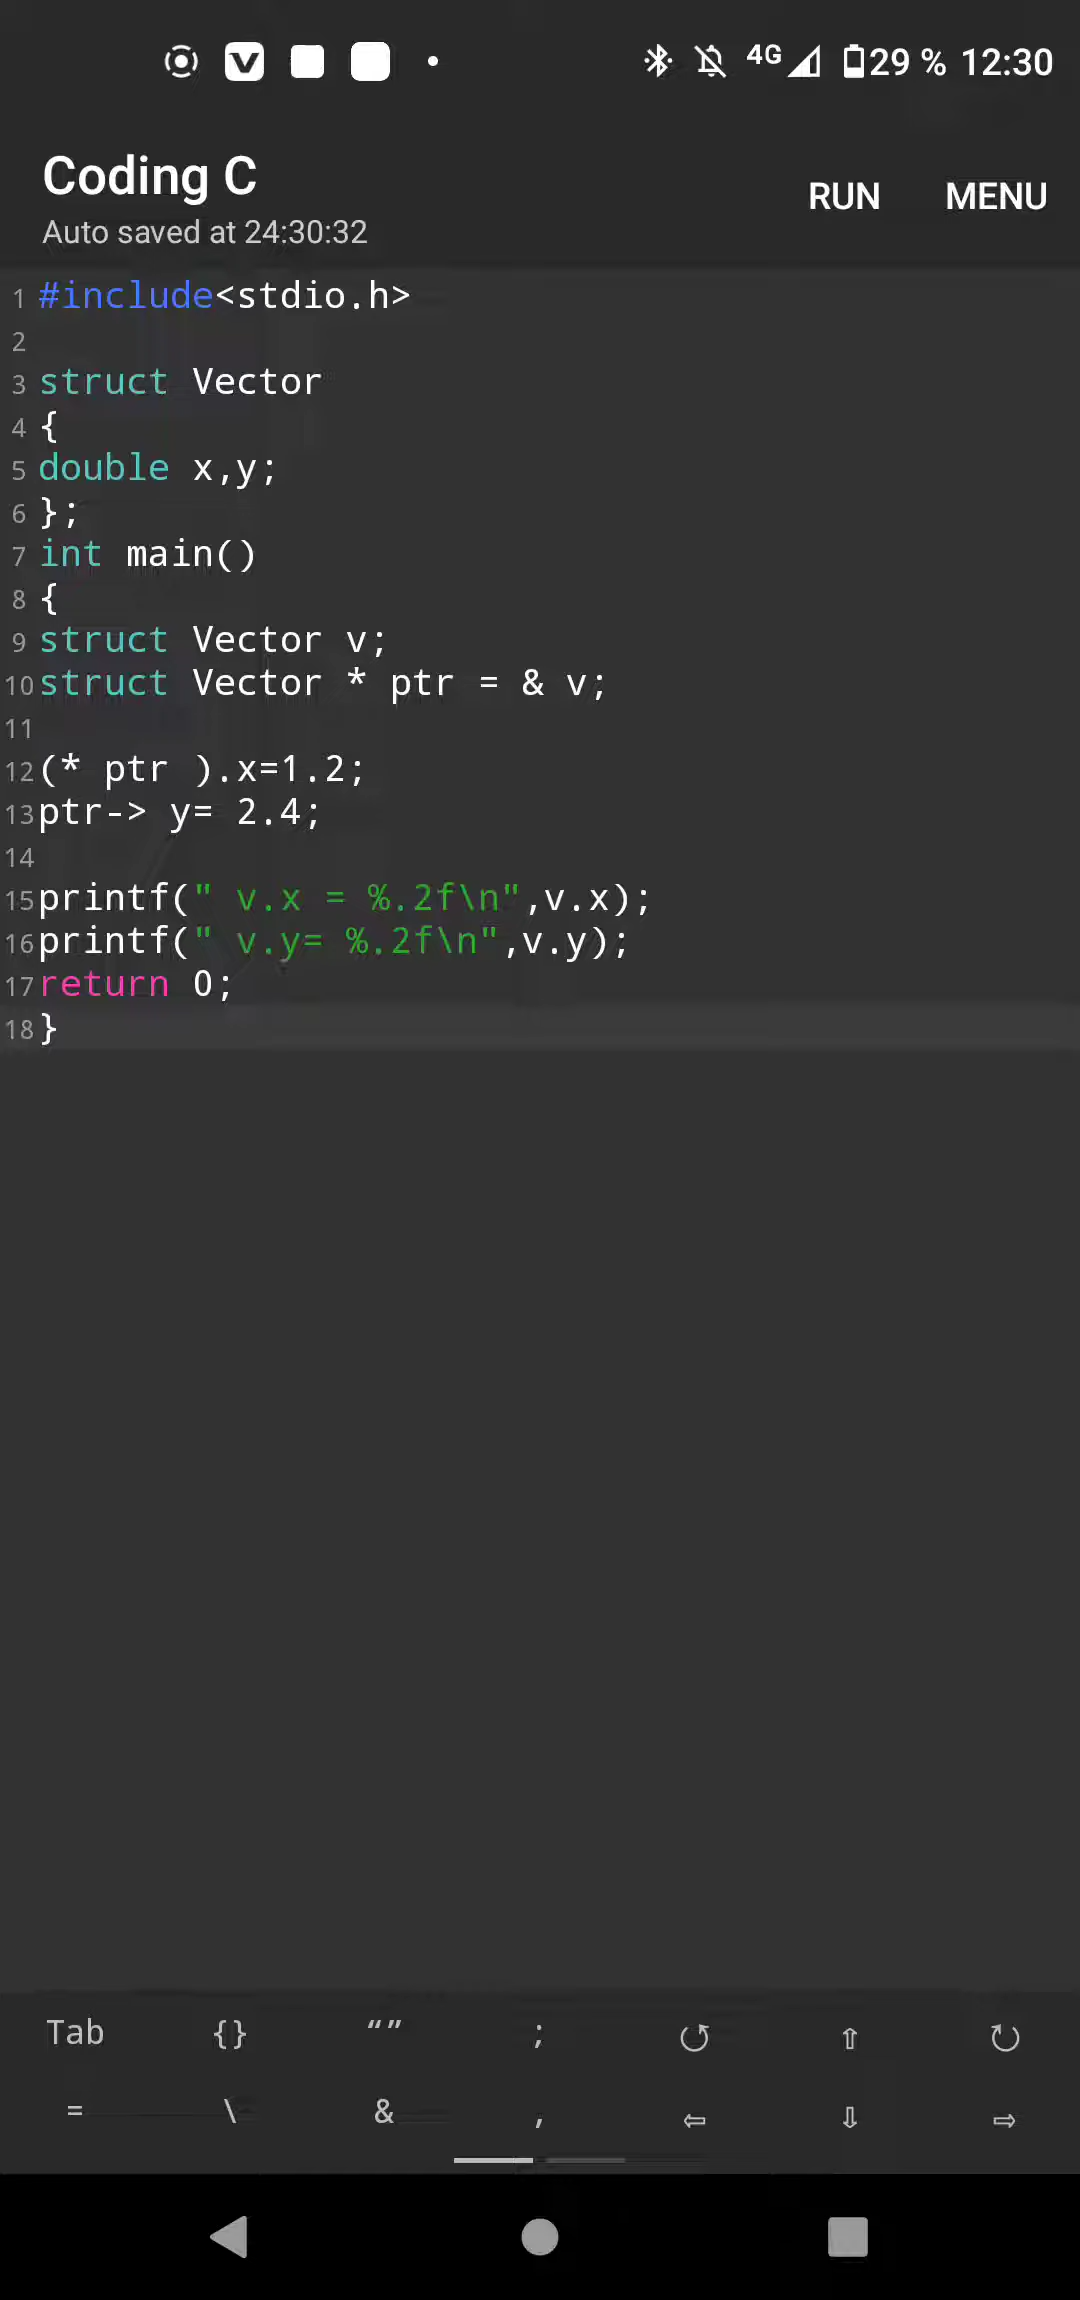 4G 29 % 12:30
Coding C
RUN MENU
Auto saved at 24:30:32
1 #include<stdio.h>
2
3 struct Vector
4 {
5 double x,y;
6 };
7 int main()
8 {
9 struct Vector v;
10 struct Vector * ptr = & v;
11
12 (* ptr ).x=1.2;
13 ptr-> y= 2.4;
14
15 printf(" v.x = %.2f\n",v.x);
16 printf(" v.y= %.2f\n",v.y);
17 return 0;
18 }
Tab {} “” ; ↺ ⇧ ↻
= \ & , ⇦ ⇩ ⇨